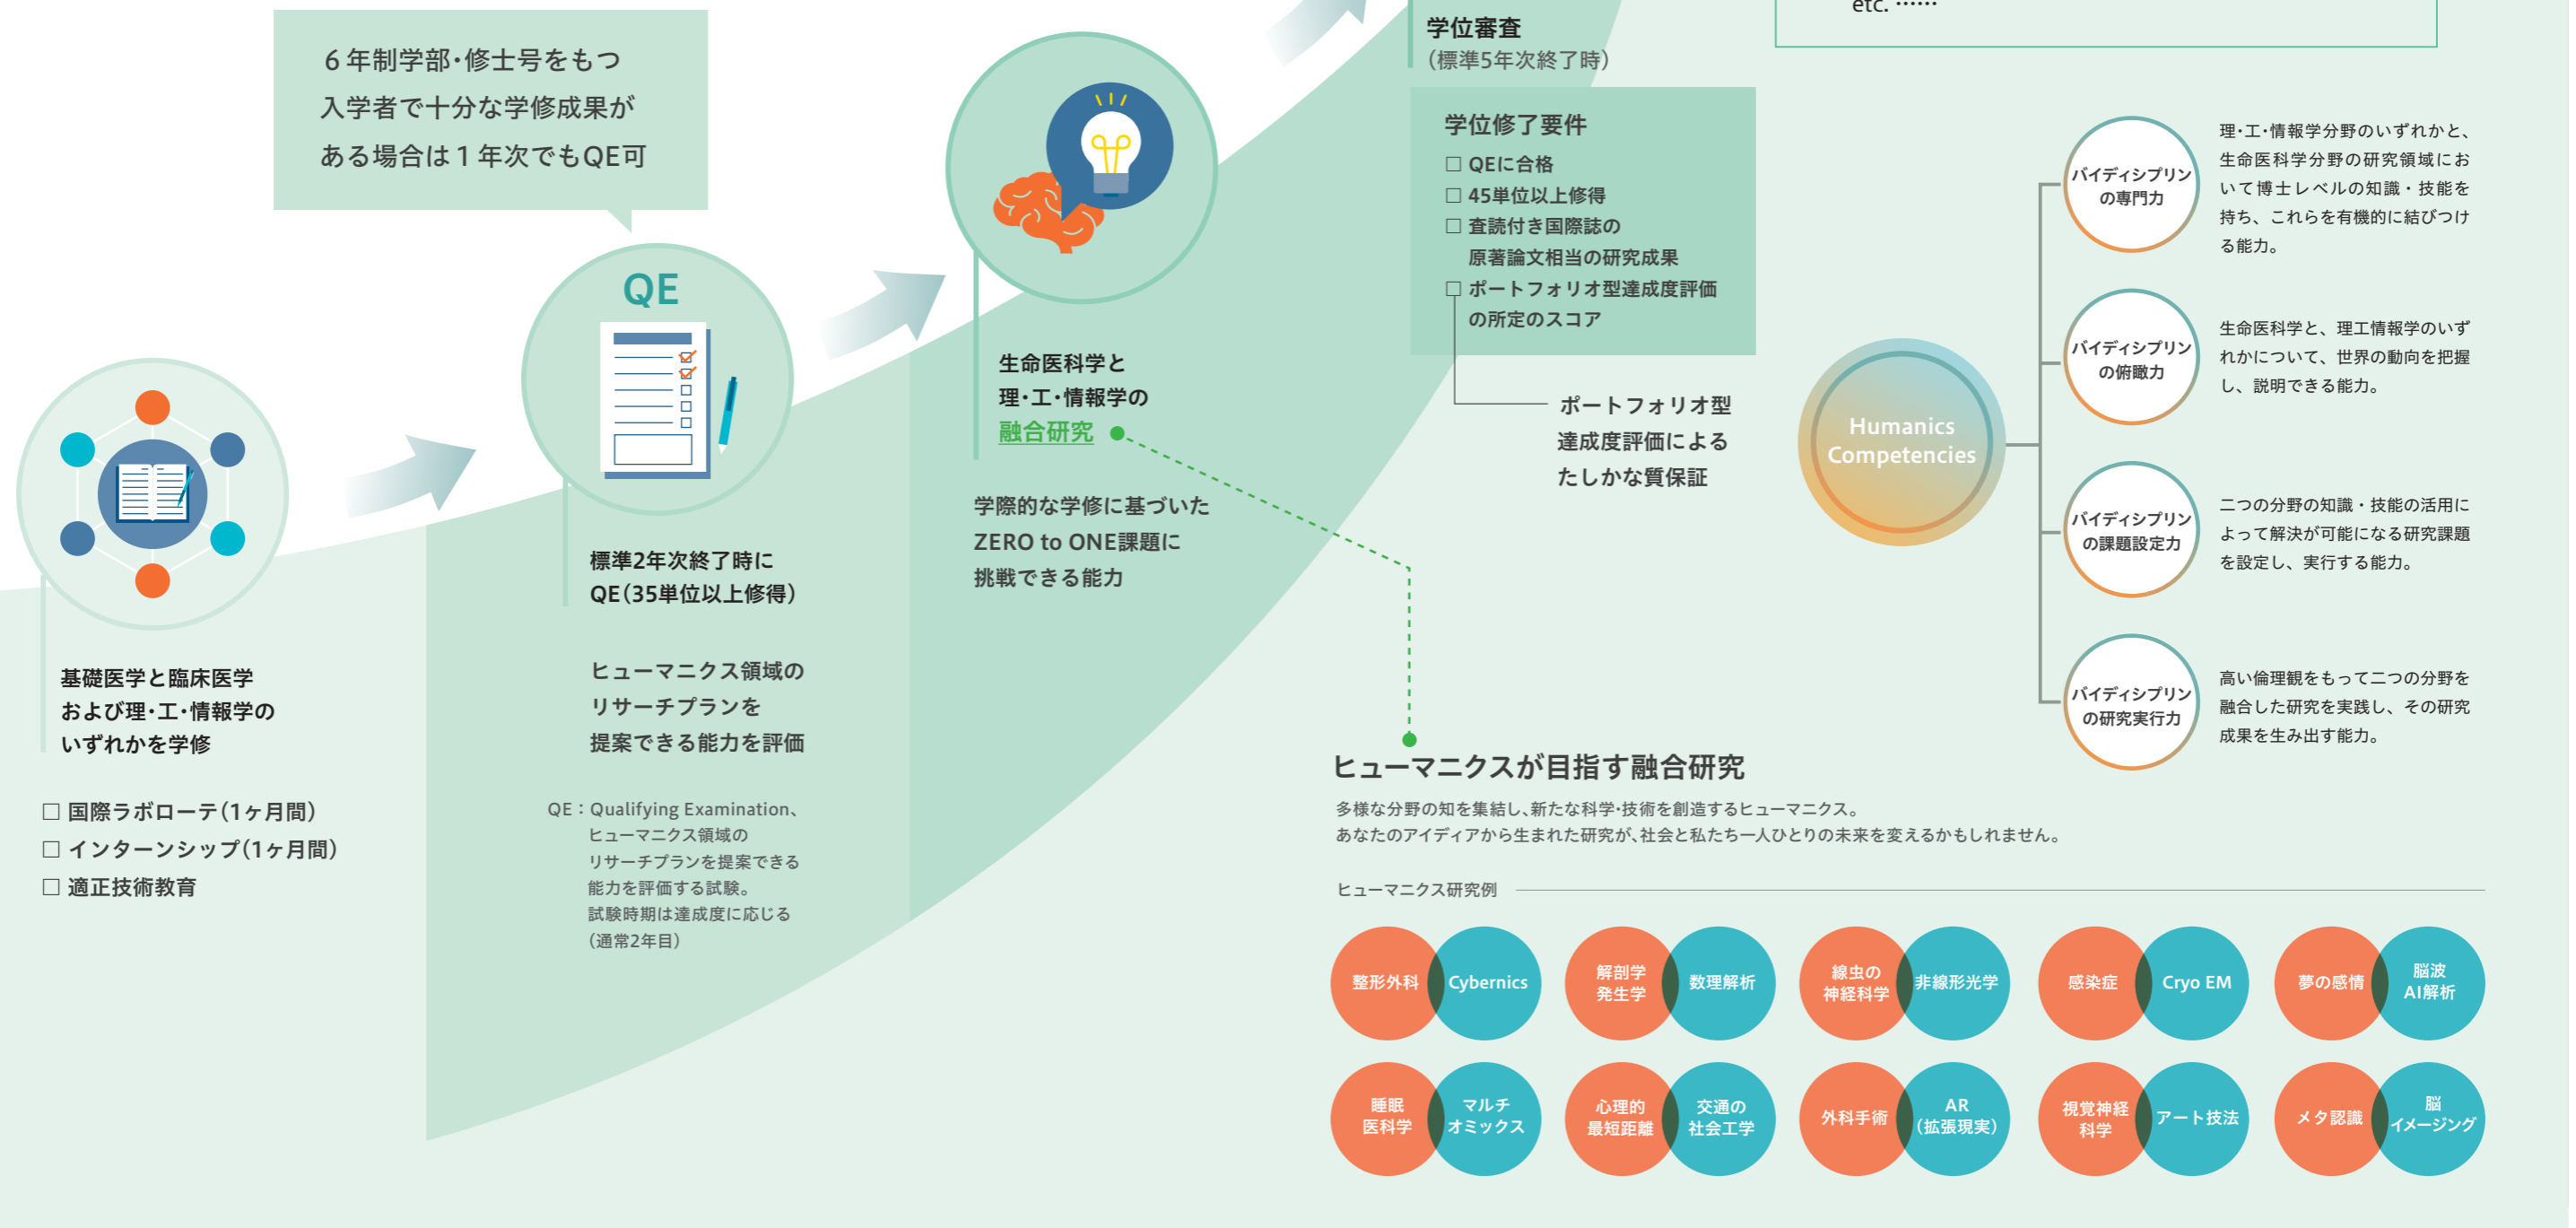 6年制学部・修士号をもつ
入学者で十分な学修成果が
ある場合は1年次でもQE可
基礎医学と臨床医学
および理・工・情報学の
いずれかを学修
□ 国際ラボローテ(1ヶ月間)
□ インターンシップ(1ヶ月間)
□ 適正技術教育
QE
標準2年次終了時に
QE(35単位以上修得)
ヒューマニクス領域の
リサーチプランを
提案できる能力を評価
QE：Qualifying Examination、
ヒューマニクス領域の
リサーチプランを提案できる
能力を評価する試験。
試験時期は達成度に応じる
(通常2年目)
生命医科学と
理・工・情報学の
融合研究
学際的な学修に基づいた
ZERO to ONE課題に
挑戦できる能力
学位審査
(標準5年次終了時)
学位修了要件
□ QEに合格
□ 45単位以上修得
□ 査読付き国際誌の
原著論文相当の研究成果
□ ポートフォリオ型達成度評価
の所定のスコア
ポートフォリオ型
達成度評価による
たしかな質保証
etc. ……
Humanics
Competencies
バイディシプリン
の専門力
理・工・情報学分野のいずれかと、
生命医科学分野の研究領域にお
いて博士レベルの知識・技能を
持ち、これらを有機的に結びつけ
る能力。
バイディシプリン
の俯瞰力
生命医科学と、理工情報学のいず
れかについて、世界の動向を把握
し、説明できる能力。
バイディシプリン
の課題設定力
二つの分野の知識・技能の活用に
よって解決が可能になる研究課題
を設定し、実行する能力。
バイディシプリン
の研究実行力
高い倫理観をもって二つの分野を
融合した研究を実践し、その研究
成果を生み出す能力。
ヒューマニクスが目指す融合研究
多様な分野の知を集結し、新たな科学・技術を創造するヒューマニクス。
あなたのアイディアから生まれた研究が、社会と私たち一人ひとりの未来を変えるかもしれません。
ヒューマニクス研究例
整形外科
Cybernics
解剖学
発生学
数理解析
線虫の
神経科学
非線形光学
感染症
Cryo EM
夢の感情
脳波
AI解析
睡眠
医科学
マルチ
オミックス
心理的
最短距離
交通の
社会工学
外科手術
AR
(拡張現実)
視覚神経
科学
アート技法
メタ認識
脳
イメージング